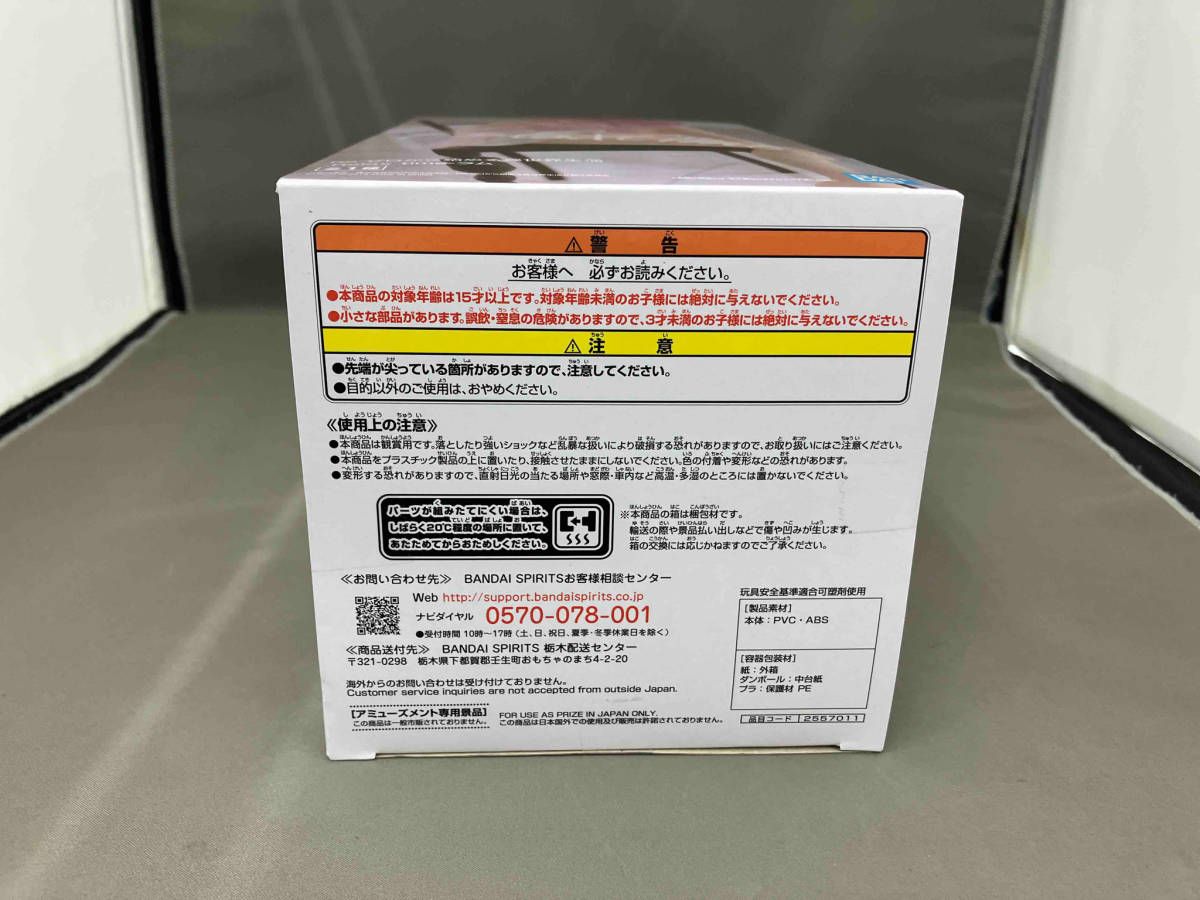 ⚠警告
お客様へ 必ずお読みください。
●本商品の対象年齢は15才以上です。対象年齢未満のお子様には絶対に与えないでください。
●小さな部品があります。誤飲・窒息の危険がありますので、3才未満のお子様には絶対に与えないでください。
⚠注意
●先端が尖っている箇所がありますので、注意してください。
●目的以外のご使用は、おやめください。
《使用上の注意》
●本商品は観賞用です。落としたり強いショックなど乱暴な扱いにより破損する恐れがありますので、お取り扱いにはご注意ください。
●本商品をプラスチック製品の上に置いたり、接触させたままにしないでください。色の付着や変形などの恐れがあります。
●変形する恐れがありますので、直射日光の当たる場所や窓際・車内など高温・多湿のところには置かないでください。
パーツが組みたてにくい場合は、
しばらく20℃程度の場所に置いて、
あたためてからおためしください。
※本商品の箱は梱包材です。
輸送の際や景品払い出しなどで傷や凹みが生じます。
箱の交換には応じかねますのでご了承ください。
≪お問い合わせ先≫ BANDAI SPIRITSお客様相談センター
Web http://support.bandaispirits.co.jp/
ナビダイヤル 0570-078-001
●受付時間 10時〜17時(土、日、祝日、夏季・冬季休業日を除く)
≪商品送付先≫ BANDAI SPIRITS 栃木配送センター
〒321-0298 栃木県下都賀郡壬生町おもちゃのまち4-2-20
海外からのお問い合わせは受け付けておりません。
Customer service inquiries are not accepted from outside Japan.
[アミューズメント専用景品]
この商品は一般市販されておりません。
FOR USE AS PRIZE IN JAPAN ONLY.
この商品は日本国外での使用及び販売は許諾されておりません。
玩具安全基準適合可塑剤使用
[製品素材]
本体:PVC・ABS
[容器包装材]
紙:外箱
ダンボール:中台紙
プラ:保護材 PE
品目コード 2557011